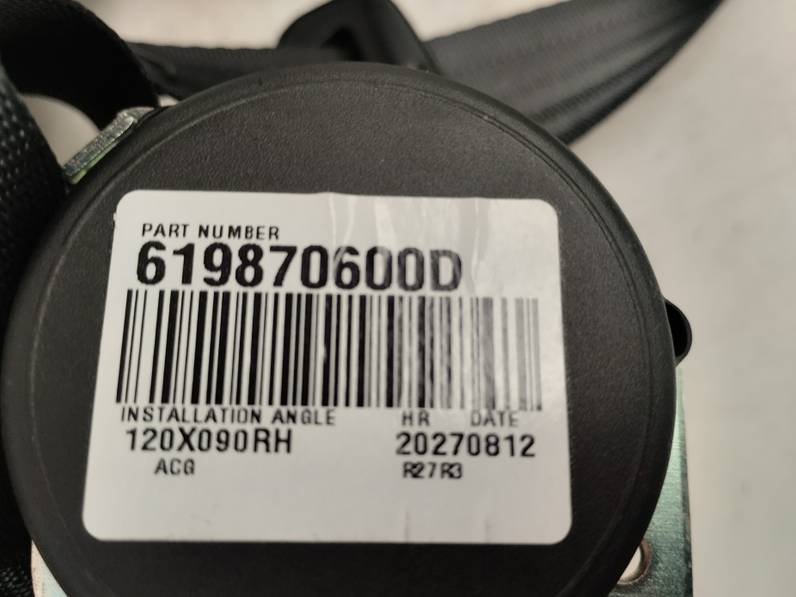 PART NUMBER
619870600D
INSTALLATION ANGLE HR DATE
120X090RH 20270812
ACG R27R3